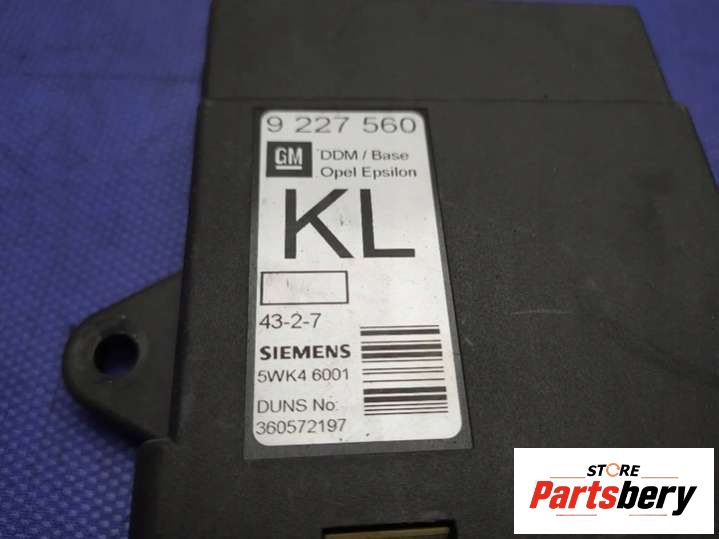 9 227 560
GM DDM / Base
Opel Epsilon
KL
43-2-7
SIEMENS
5WK4 6001
DUNS No:
360572197
STORE
Partsbery